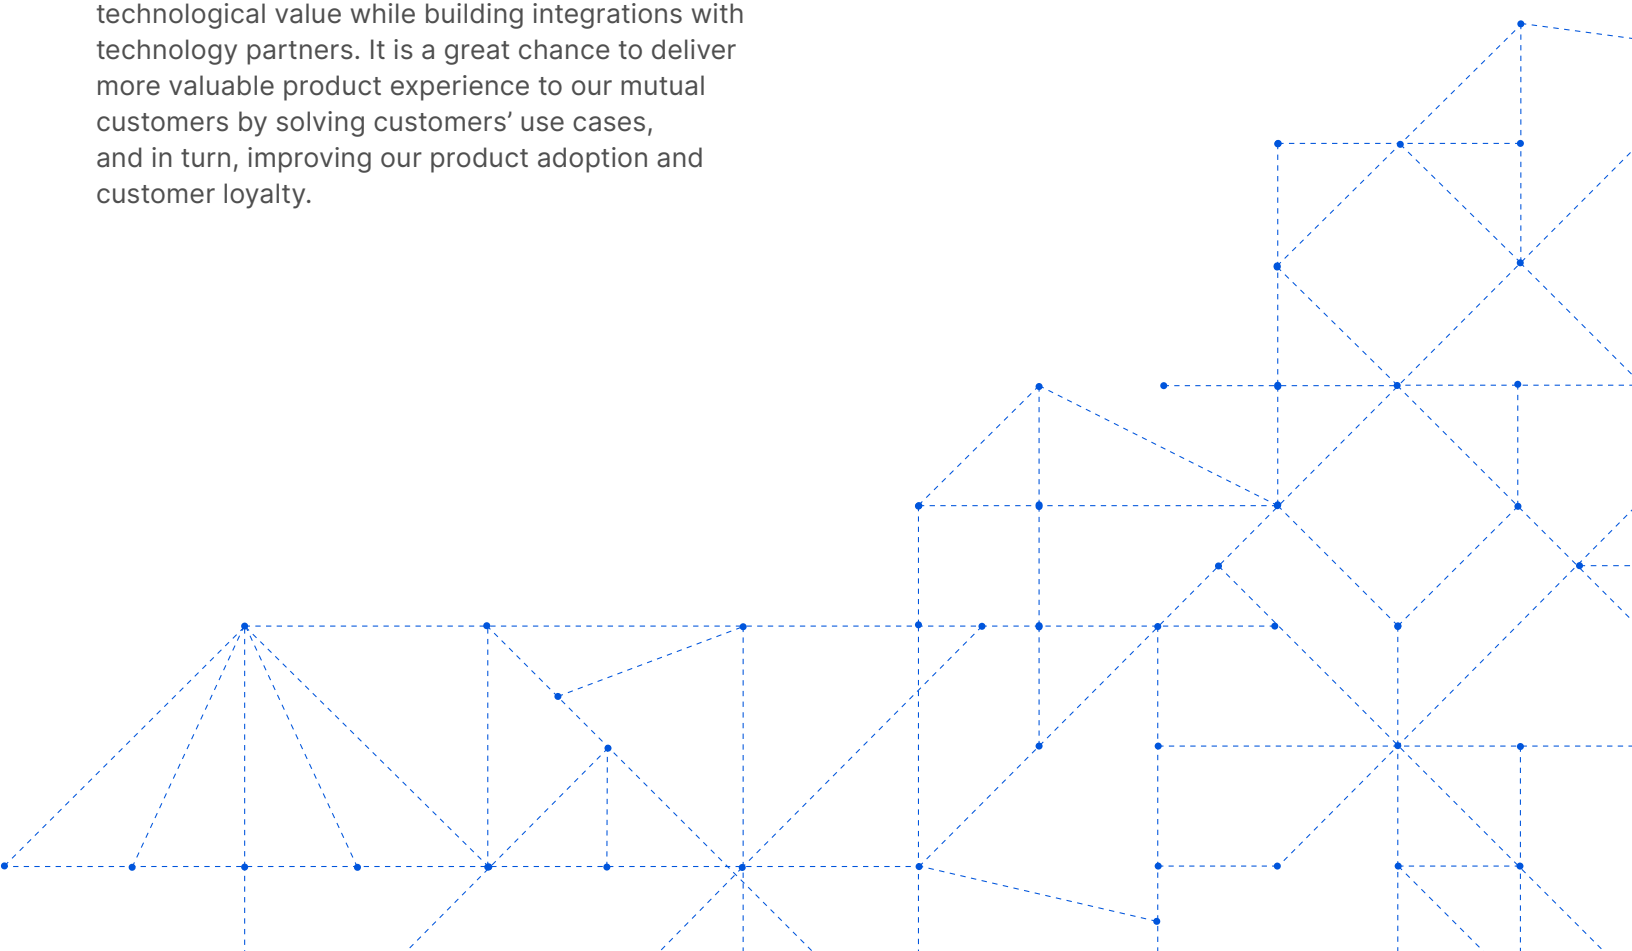 technological value while building integrations with
technology partners. It is a great chance to deliver
more valuable product experience to our mutual
customers by solving customers’ use cases,
and in turn, improving our product adoption and
customer loyalty.